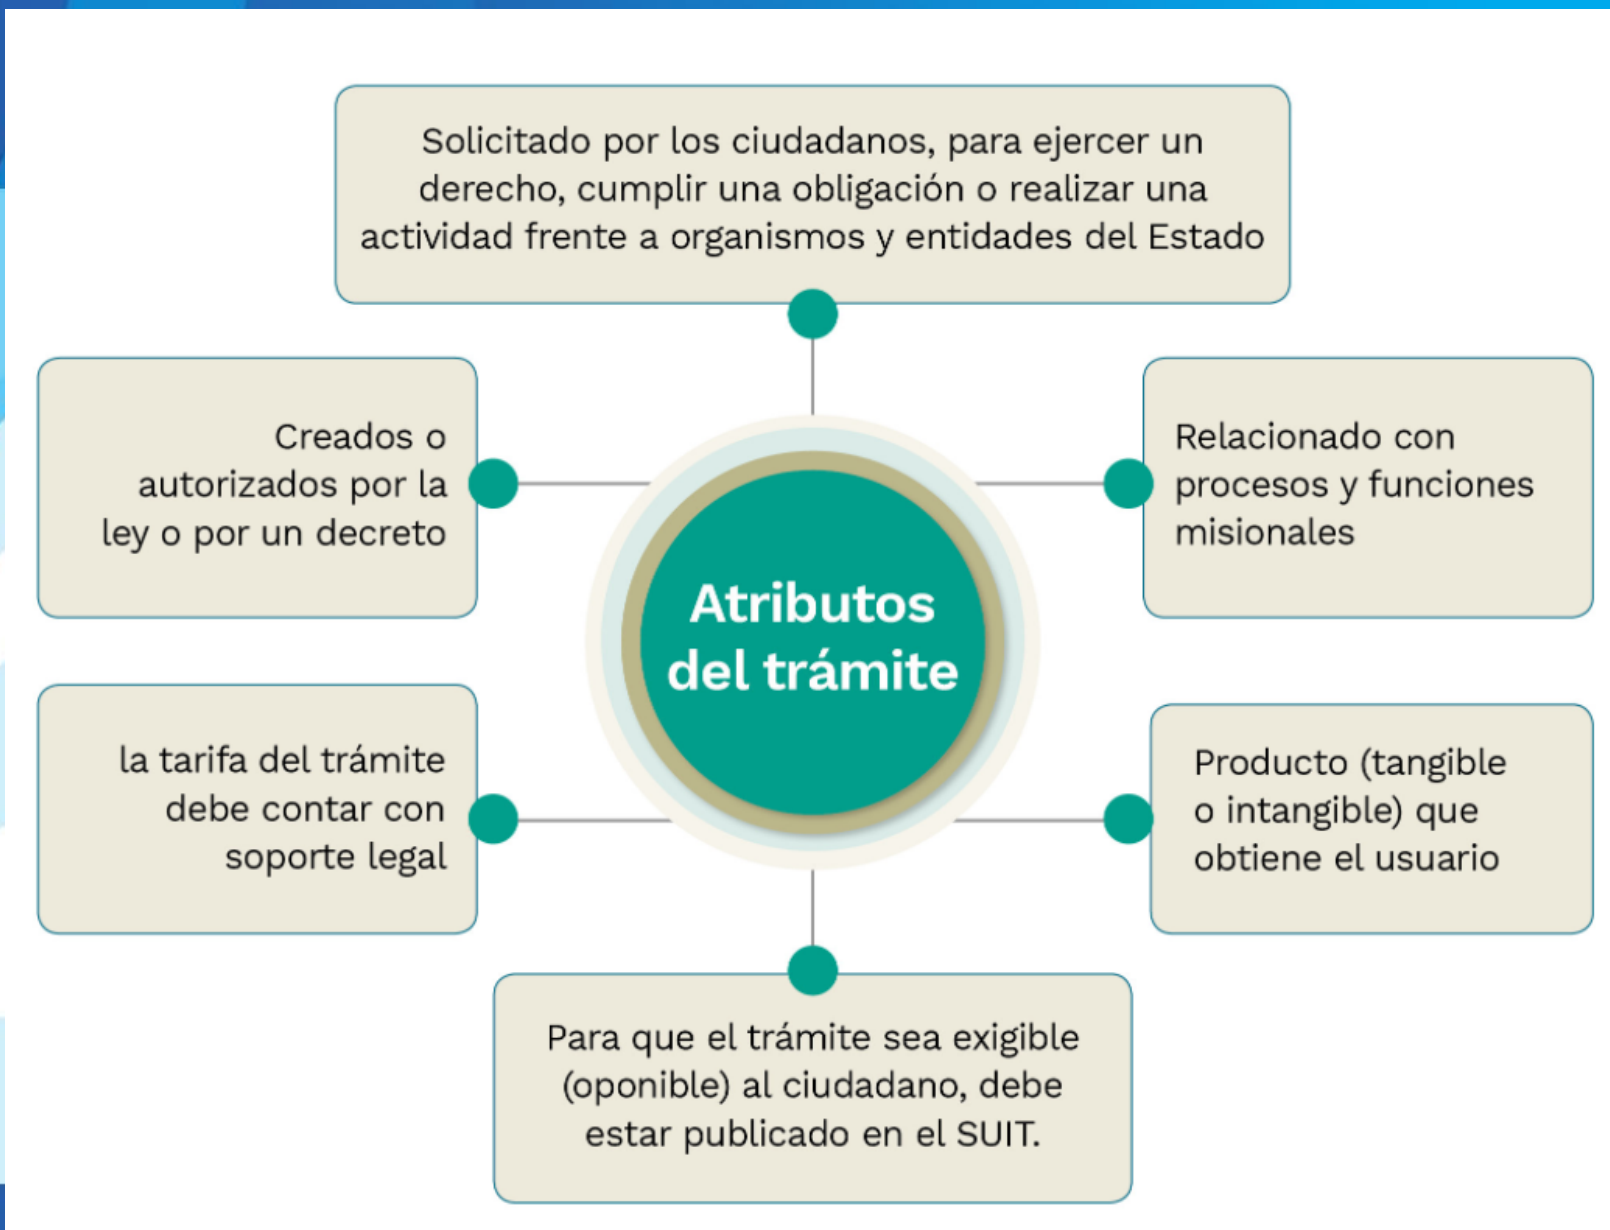 Solicitado por los ciudadanos, para ejercer un
derecho, cumplir una obligación o realizar una
actividad frente a organismos y entidades del Estado
Creados o
autorizados por la
ley o por un decreto
Relacionado con
procesos y funciones
misionales
Atributos
del trámite
la tarifa del trámite
debe contar con
soporte legal
Producto (tangible
o intangible) que
obtiene el usuario
Para que el trámite sea exigible
(oponible) al ciudadano, debe
estar publicado en el SUIT.